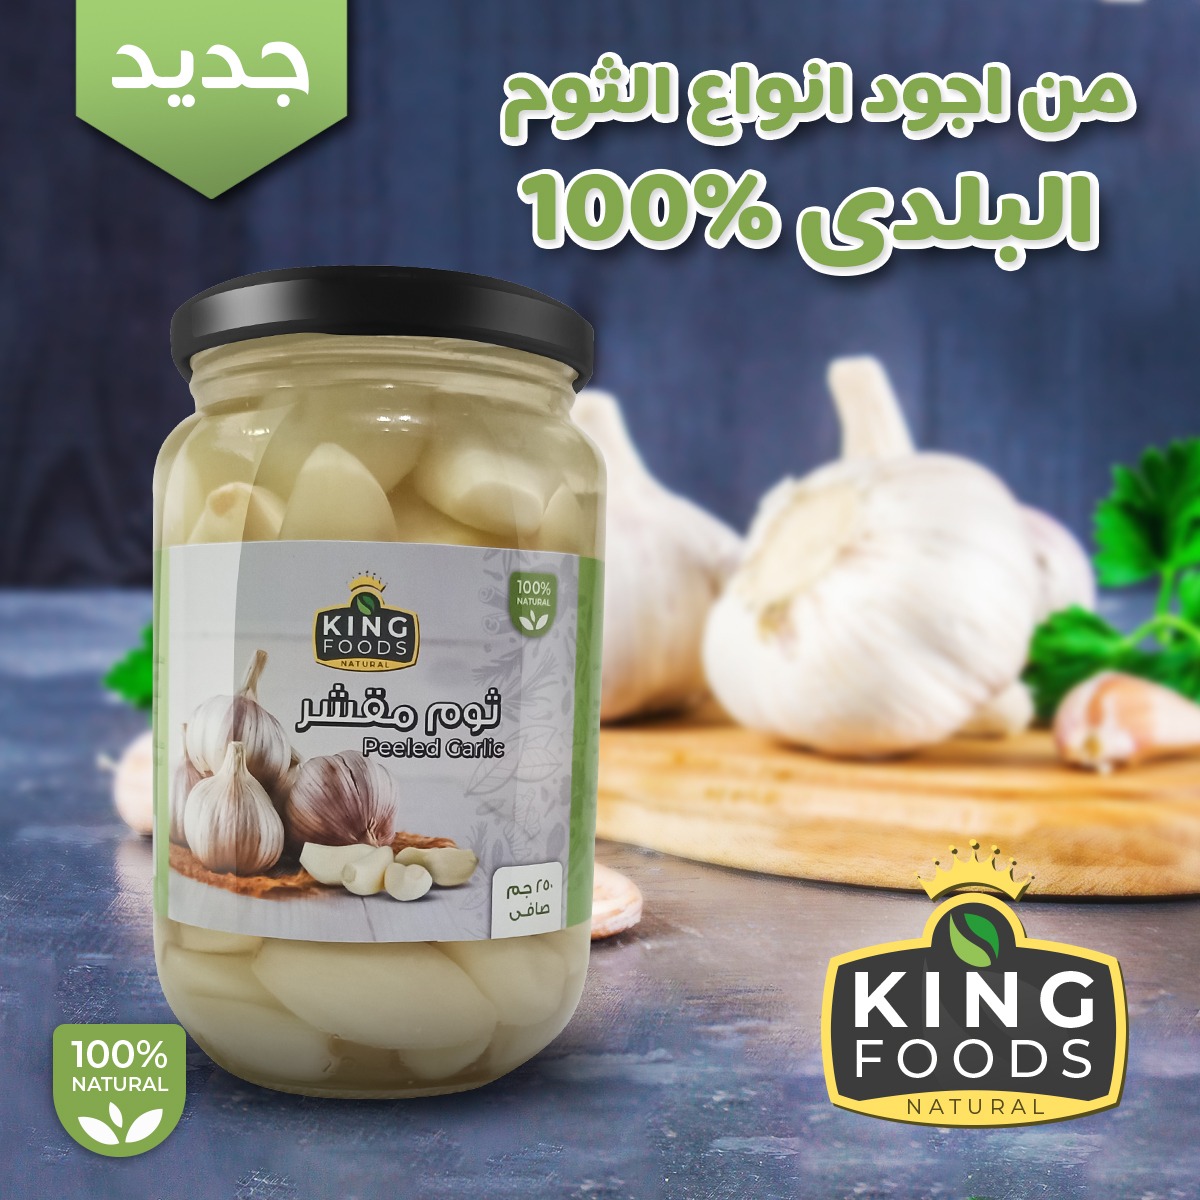 جديد
من اجود انواع الثوم
البلدى 100%
100%
NATURAL
KING
FOODS
NATURAL
ثوم مقشر
Peeled Garlic
٢٥٠ جم
صافى
100%
NATURAL
KING
FOODS
NATURAL